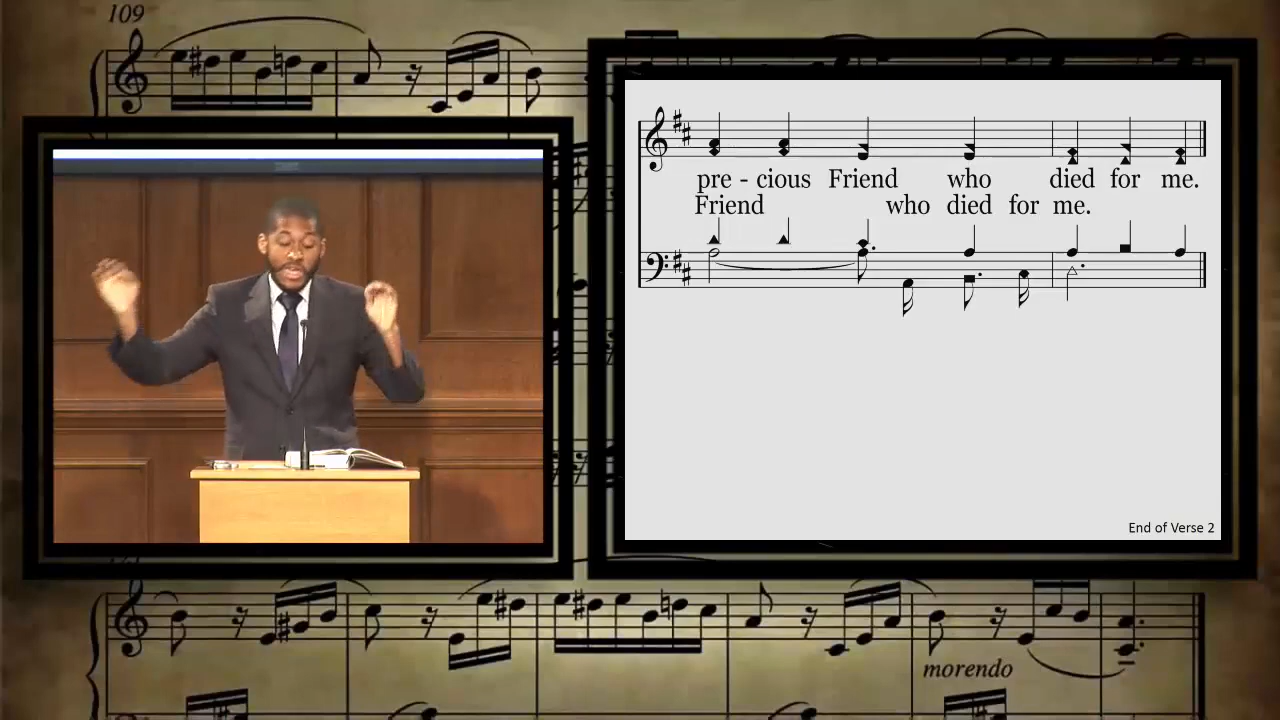 109
pre - cious Friend who died for me.
Friend who died for me.
End of Verse 2
morendo